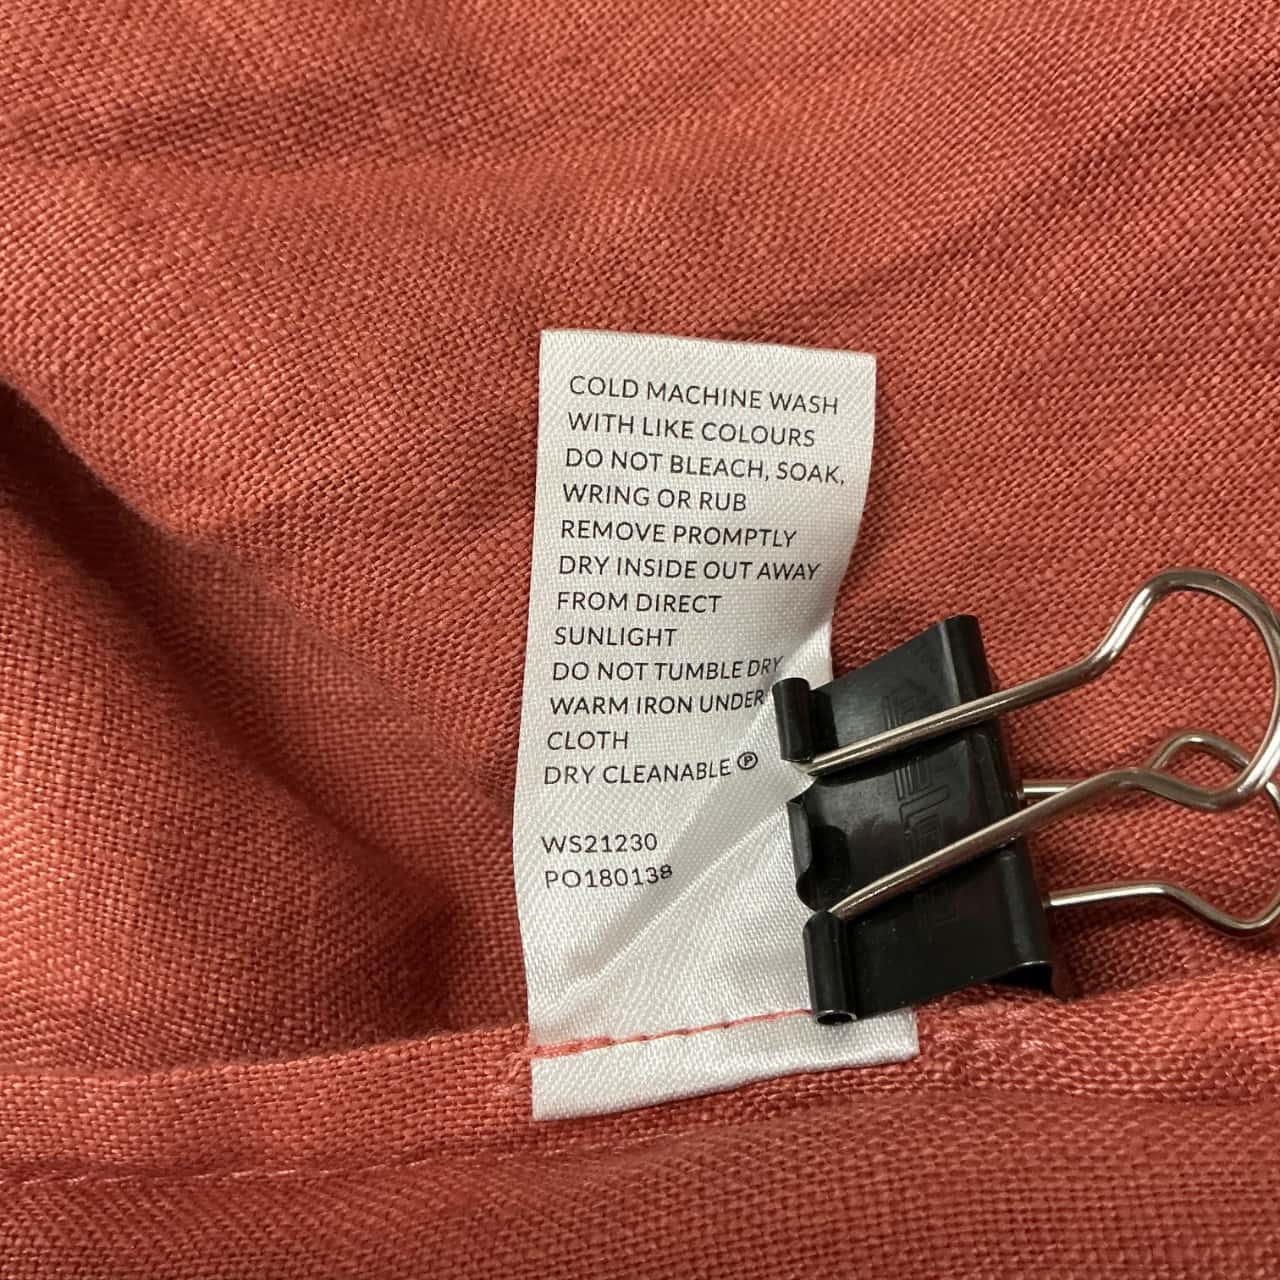 COLD MACHINE WASH
WITH LIKE COLOURS
DO NOT BLEACH, SOAK,
WRING OR RUB
REMOVE PROMPTLY
DRY INSIDE OUT AWAY
FROM DIRECT
SUNLIGHT
DO NOT TUMBLE DRY
WARM IRON UNDER
CLOTH
DRY CLEANABLE Ⓟ
WS21230
PO180138